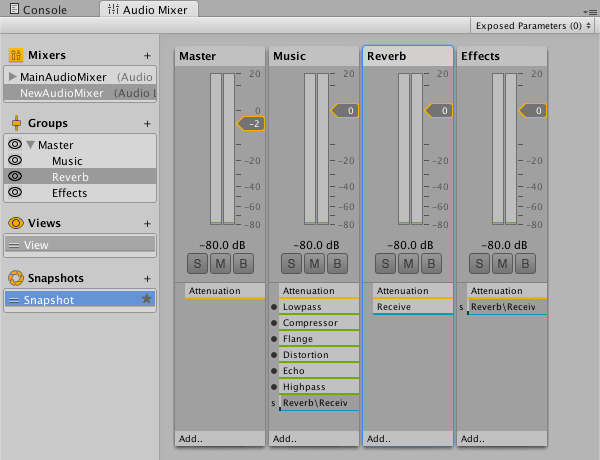 Console
Audio Mixer
Exposed Parameters (0)
Mixers +
MainAudioMixer (Audio
NewAudioMixer (Audio L
Groups +
Master
Music
Reverb
Effects
Views +
View
Snapshots +
Snapshot
Master
20
0
-2
-20
-40
-60
-80
-80.0 dB
S M B
Attenuation
Add..
Music
20
0
-20
-40
-60
-80
-80.0 dB
S M B
Attenuation
Lowpass
Compressor
Flange
Distortion
Echo
Highpass
s Reverb\Receiv
Add..
Reverb
20
0
-20
-40
-60
-80
-80.0 dB
S M B
Attenuation
Receive
Add..
Effects
20
0
-20
-40
-60
-80
-80.0 dB
S M B
Attenuation
s Reverb\Receiv
Add..